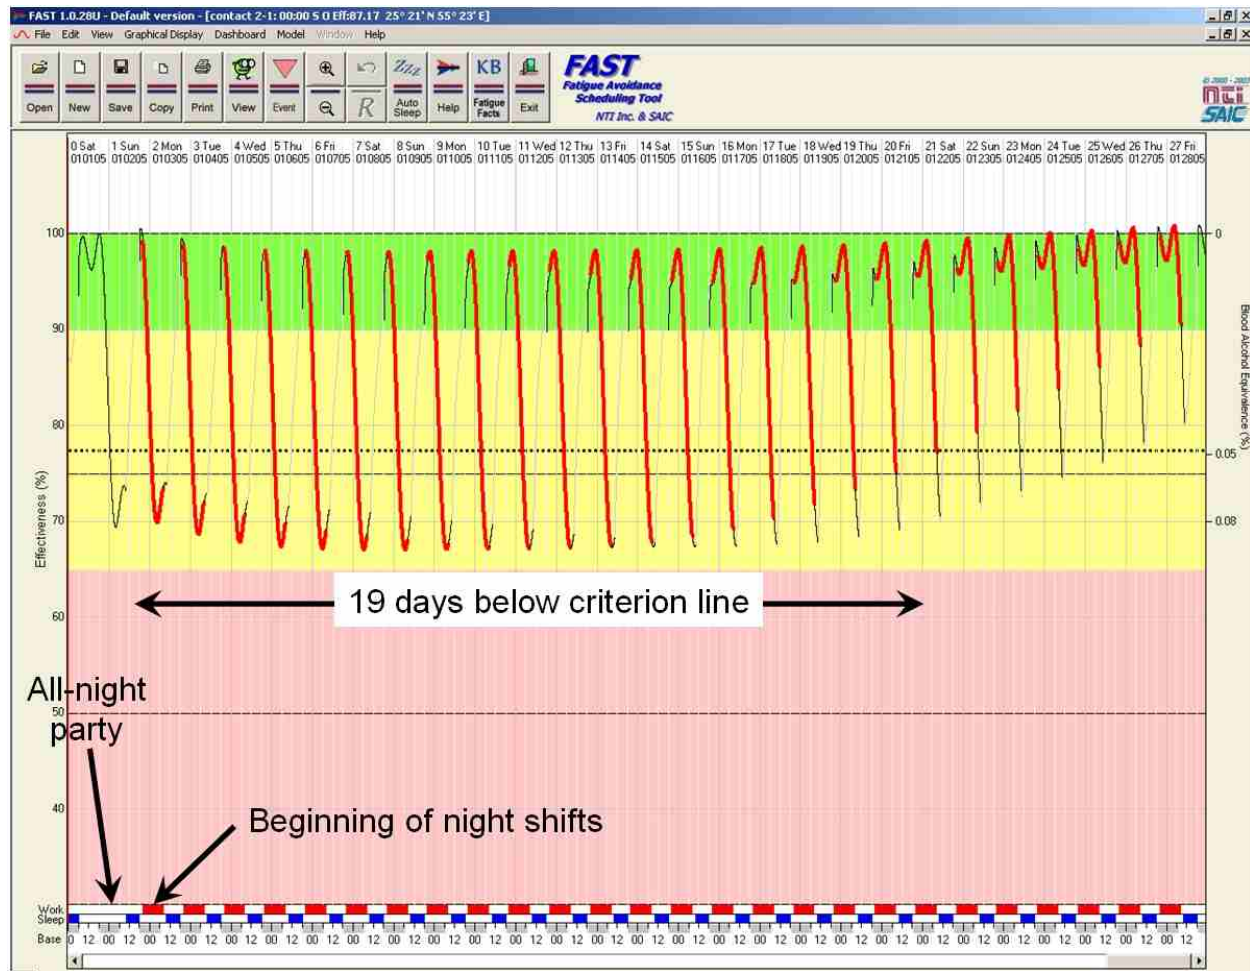 FAST 1.0.28U - Default version - [contact 2-1: 00:00 S O Eff:87.17 25° 21' N 55° 23' E]
File Edit View Graphical Display Dashboard Model Window Help
Open New Save Copy Print View Event R ZZZ Auto Sleep Help KB Fatigue Facts Exit
FAST
Fatigue Avoidance
Scheduling Tool
NTI Inc. & SAIC
NTI
SAIC
0 Sat 1 Sun 2 Mon 3 Tue 4 Wed 5 Thu 6 Fri 7 Sat 8 Sun 9 Mon 10 Tue 11 Wed 12 Thu 13 Fri 14 Sat 15 Sun 16 Mon 17 Tue 18 Wed 19 Thu 20 Fri 21 Sat 22 Sun 23 Mon 24 Tue 25 Wed 26 Thu 27 Fri
010105 010205 010305 010405 010505 010605 010705 010805 010905 011005 011105 011205 011305 011405 011505 011605 011705 011805 011905 012005 012105 012205 012305 012405 012505 012605 012705 012805
100
90
80
70
60
50
40
Effectiveness (%)
0
0.05
0.08
Blood Alcohol Equivalence (%)
19 days below criterion line
All-night
party
Beginning of night shifts
Work
Sleep
Base 0 12 00 12 00 12 00 12 00 12 00 12 00 12 00 12 00 12 00 12 00 12 00 12 00 12 00 12 00 12 00 12 00 12 00 12 00 12 00 12 00 12 00 12 00 12 00 12 00 12 00 12 00 12 00 12